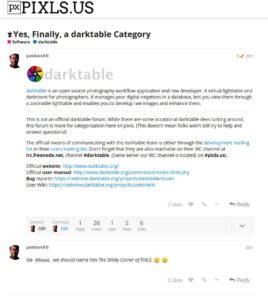 px PIXLS.US
Yes, Finally, a darktable Category
Software darktable
patdavid
20h
darktable
darktable is an open source photography workflow application and raw developer. A virtual lighttable and
darkroom for photographers. It manages your digital negatives in a database, lets you view them through
a zoomable lighttable and enables you to develop raw images and enhance them.
This is not an official darktable forum. While there are some occasional darktable devs lurking around,
this forum is more for categorization here on pixls. (This doesn't mean folks won't still try to help and
answer questions!)
The official means of communicating with the darktable team is either through the development mailing
list or their users mailing list. Don't forget that they are also reachable on their IRC channel at
irc.freenode.net, channel #darktable. (Same server our IRC channel is located, on #pixls.us).
Official website: http://www.darktable.org/
Official user manual: http://www.darktable.org/usermanual/index.html.php
Bug reports: https://redmine.darktable.org/projects/darktable/issues
User Wiki: https://redmine.darktable.org/projects/users/wiki
2 Likes Reply
created last reply 1 26 1 5 6
20h 20h reply views user likes links
patdavid
20h
Via @houz, we should name this The Stinky Corner of PIXLS.
2 Likes Reply